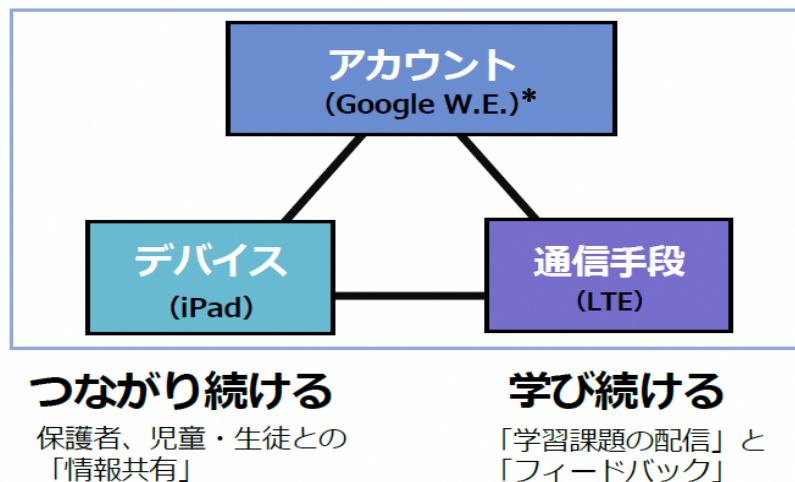 アカウント
（Google W.E.）*
デバイス
（iPad）
通信手段
（LTE）
つながり続ける
保護者、児童・生徒との
「情報共有」
学び続ける
「学習課題の配信」と
「フィードバック」